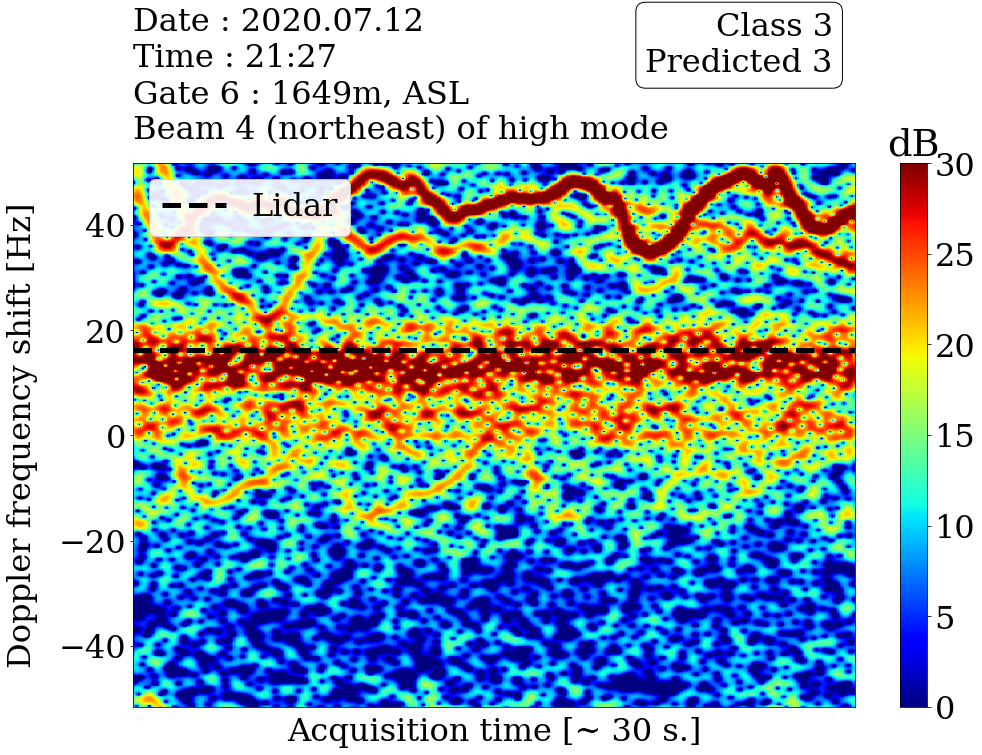 Date : 2020.07.12
Time : 21:27
Gate 6 : 1649m, ASL
Beam 4 (northeast) of high mode
Class 3
Predicted 3
dB
Lidar
Doppler frequency shift [Hz]
40
20
0
−20
−40
Acquisition time [~ 30 s.]
30
25
20
15
10
5
0